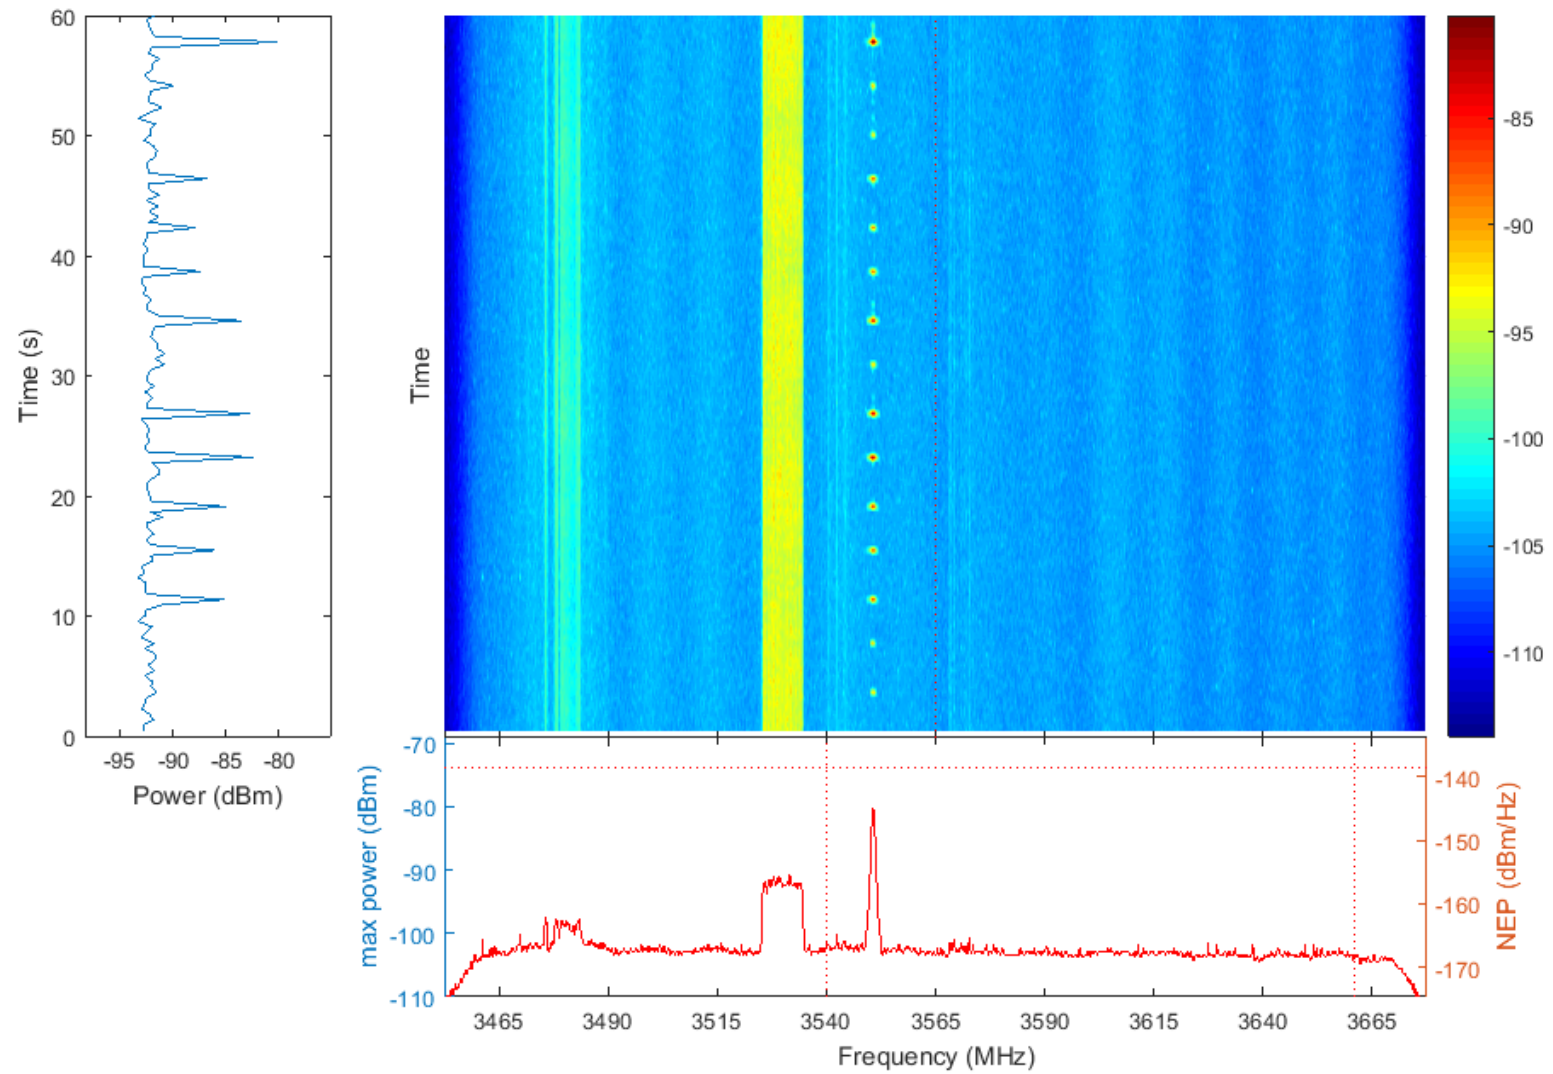 60
50
40
30
20
10
0
Time (s)
-95 -90 -85 -80
Power (dBm)
Time
-85
-90
-95
-100
-105
-110
-70
-80
-90
-100
-110
max power (dBm)
-140
-150
-160
-170
NEP (dBm/Hz)
3465 3490 3515 3540 3565 3590 3615 3640 3665
Frequency (MHz)